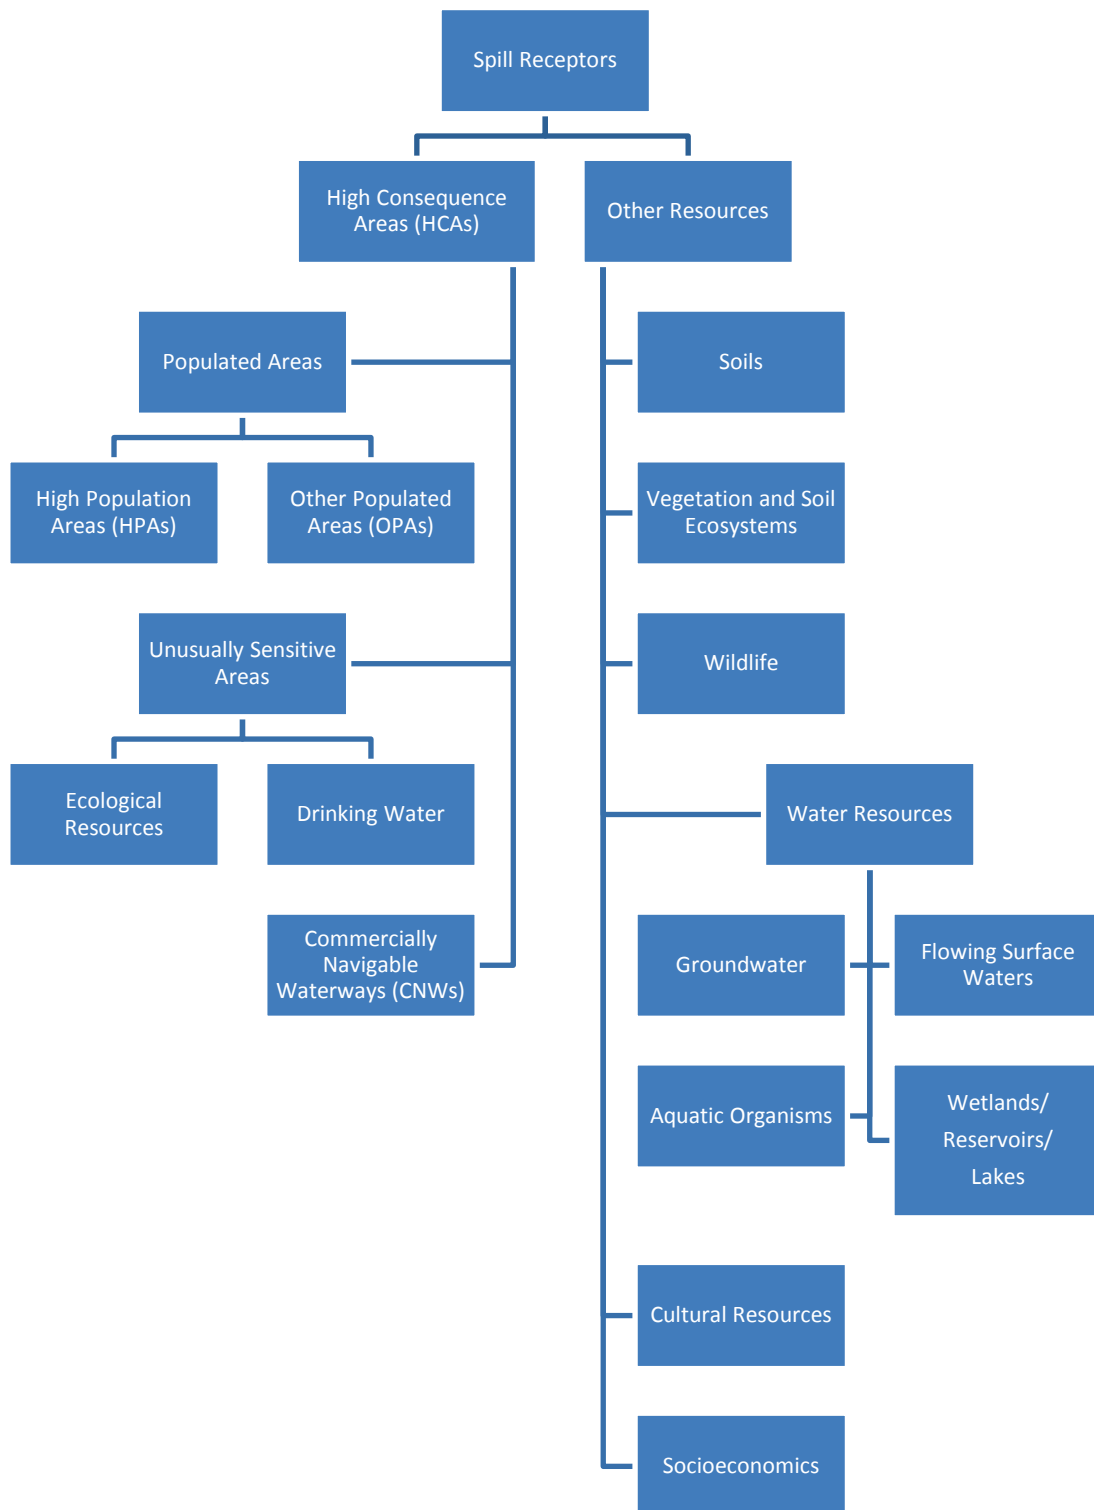 Spill Receptors
High Consequence
Areas (HCAs)
Other Resources
Populated Areas
High Population
Areas (HPAs)
Other Populated
Areas (OPAs)
Unusually Sensitive
Areas
Ecological
Resources
Drinking Water
Commercially
Navigable
Waterways (CNWs)
Soils
Vegetation and Soil
Ecosystems
Wildlife
Water Resources
Groundwater
Flowing Surface
Waters
Aquatic Organisms
Wetlands/
Reservoirs/
Lakes
Cultural Resources
Socioeconomics